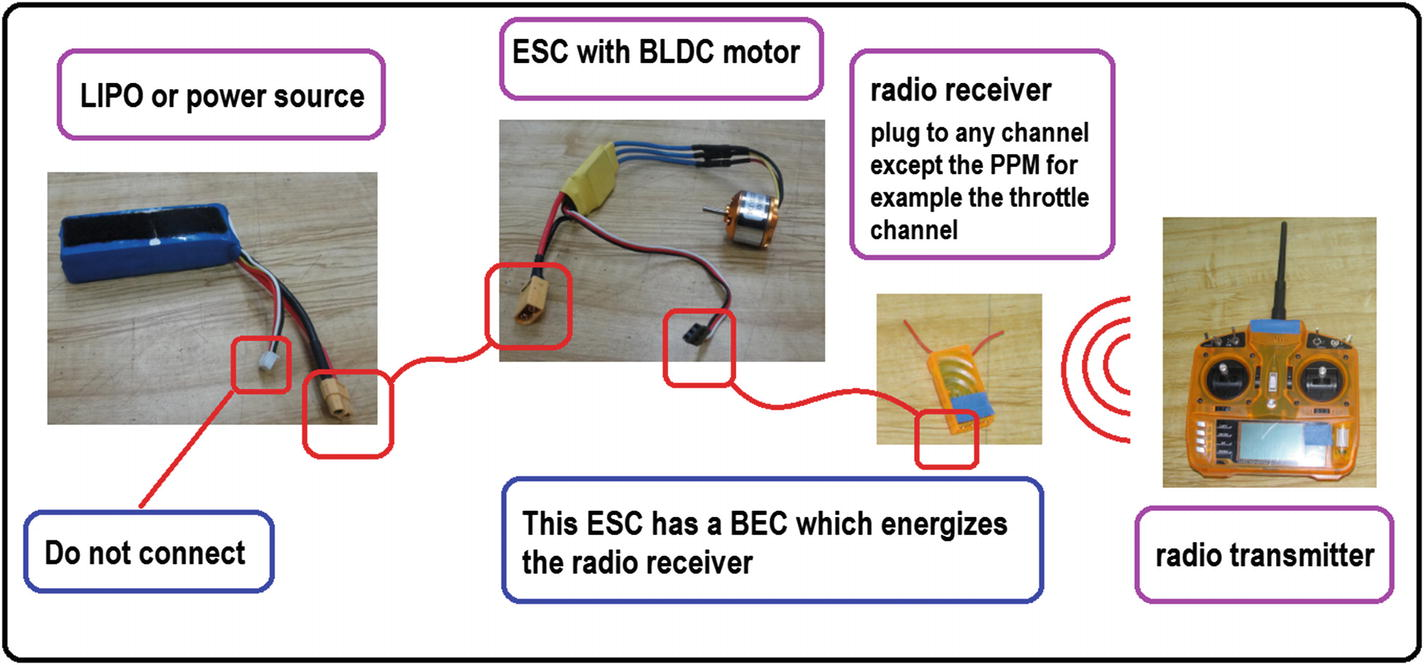 LIPO or power source
ESC with BLDC motor
radio receiver
plug to any channel
except the PPM for
example the throttle
channel
Do not connect
This ESC has a BEC which energizes
the radio receiver
radio transmitter